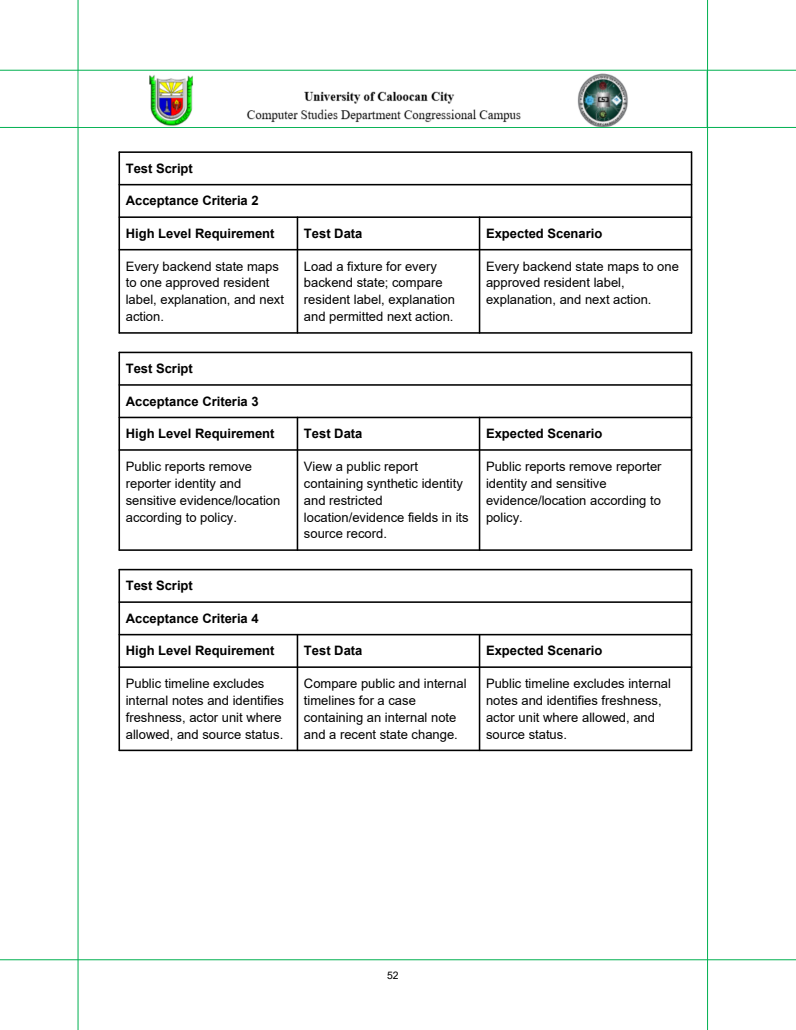 University of Caloocan City
Computer Studies Department Congressional Campus
Test Script
Acceptance Criteria 2
High Level Requirement
Test Data
Expected Scenario
Every backend state maps
to one approved resident
label, explanation, and next
action.
Load a fixture for every
backend state; compare
resident label, explanation
and permitted next action.
Every backend state maps to one
approved resident label,
explanation, and next action.
Test Script
Acceptance Criteria 3
High Level Requirement
Test Data
Expected Scenario
Public reports remove
reporter identity and
sensitive evidence/location
according to policy.
View a public report
containing synthetic identity
and restricted
location/evidence fields in its
source record.
Public reports remove reporter
identity and sensitive
evidence/location according to
policy.
Test Script
Acceptance Criteria 4
High Level Requirement
Test Data
Expected Scenario
Public timeline excludes
internal notes and identifies
freshness, actor unit where
allowed, and source status.
Compare public and internal
timelines for a case
containing an internal note
and a recent state change.
Public timeline excludes internal
notes and identifies freshness,
actor unit where allowed, and
source status.
52